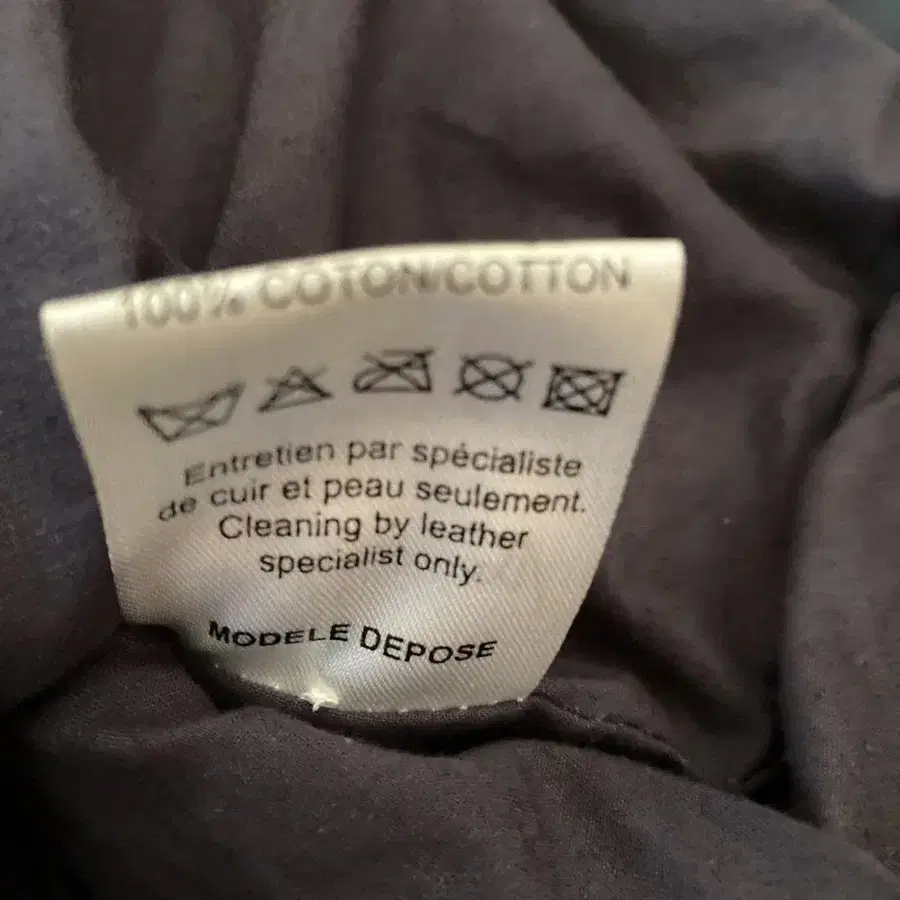 100% COTON/COTTON
Entretien par spécialiste
de cuir et peau seulement.
Cleaning by leather
specialist only.
MODELE DEPOSE